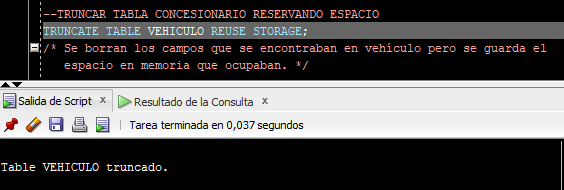 --TRUNCAR TABLA CONCESIONARIO RESERVANDO ESPACIO
TRUNCATE TABLE VEHICULO REUSE STORAGE;
/* Se borran los campos que se encontraban en vehículo pero se guarda el
espacio en memoria que ocupaban. */
Salida de Script x
Resultado de la Consulta x
Tarea terminada en 0,037 segundos
Table VEHICULO truncado.